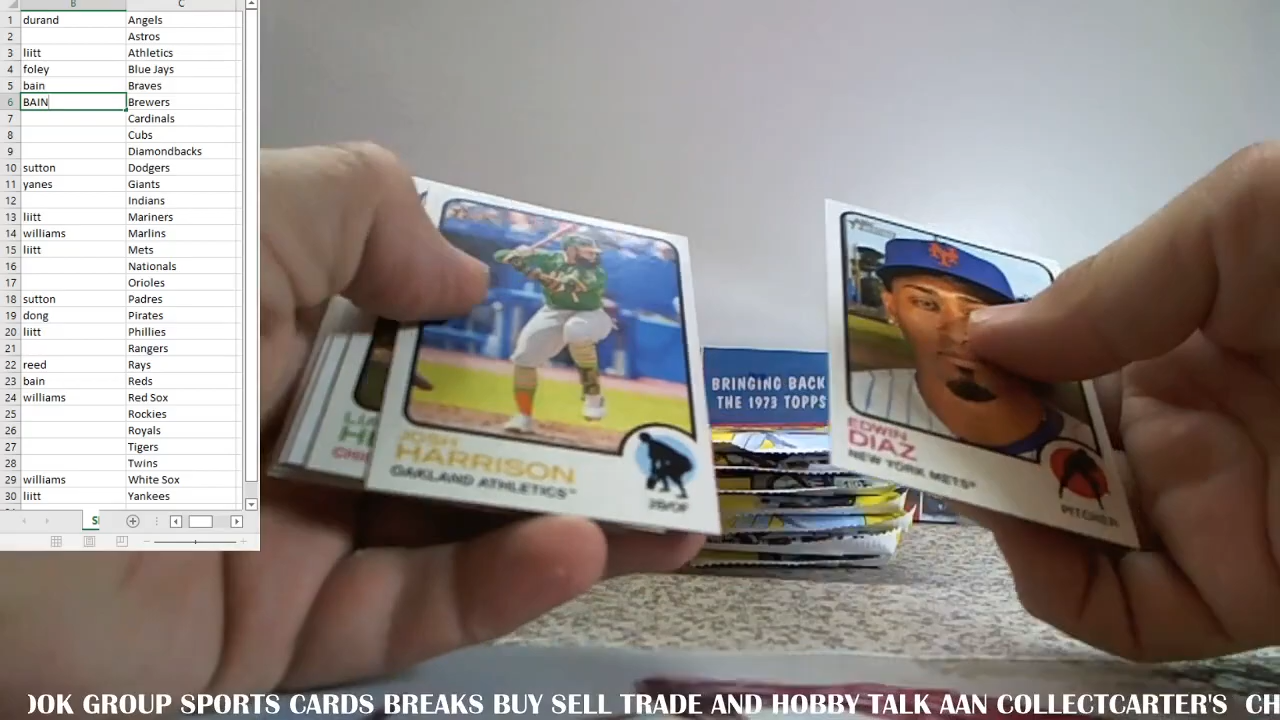 B C
1 durand Angels
2 Astros
3 liitt Athletics
4 foley Blue Jays
5 bain Braves
6 BAIN Brewers
7 Cardinals
8 Cubs
9 Diamondbacks
10 sutton Dodgers
11 yanes Giants
12 Indians
13 liitt Mariners
14 williams Marlins
15 liitt Mets
16 Nationals
17 Orioles
18 sutton Padres
19 dong Pirates
20 liitt Phillies
21 Rangers
22 reed Rays
23 bain Reds
24 williams Red Sox
25 Rockies
26 Royals
27 Tigers
28 Twins
29 williams White Sox
30 liitt Yankees
JOSH
HARRISON
OAKLAND ATHLETICS™
BRINGING BACK
THE 1973 TOPPS
EDWIN
DIAZ
NEW YORK METS®
PITCHER
OOK GROUP SPORTS CARDS BREAKS BUY SELL TRADE AND HOBBY TALK AAN COLLECTCARTER'S CH